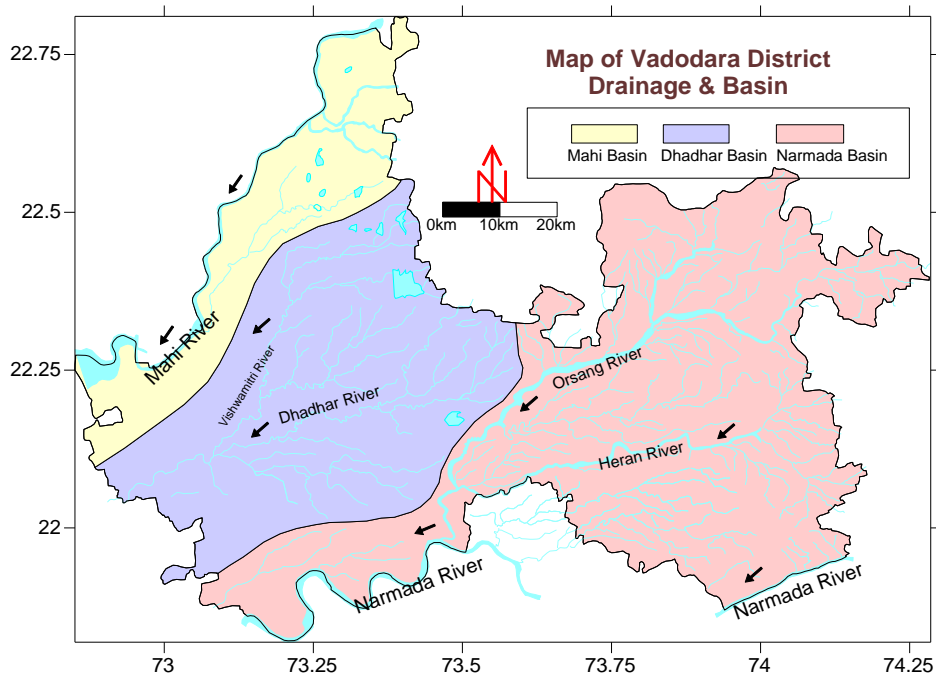 Map of Vadodara District
Drainage & Basin
Mahi Basin
Dhadhar Basin
Narmada Basin
N
0km
10km
20km
22.75
22.5
22.25
22
Mahi River
Vishwamitri River
Dhadhar River
Orsang River
Heran River
Narmada River
Narmada River
73
73.25
73.5
73.75
74
74.25